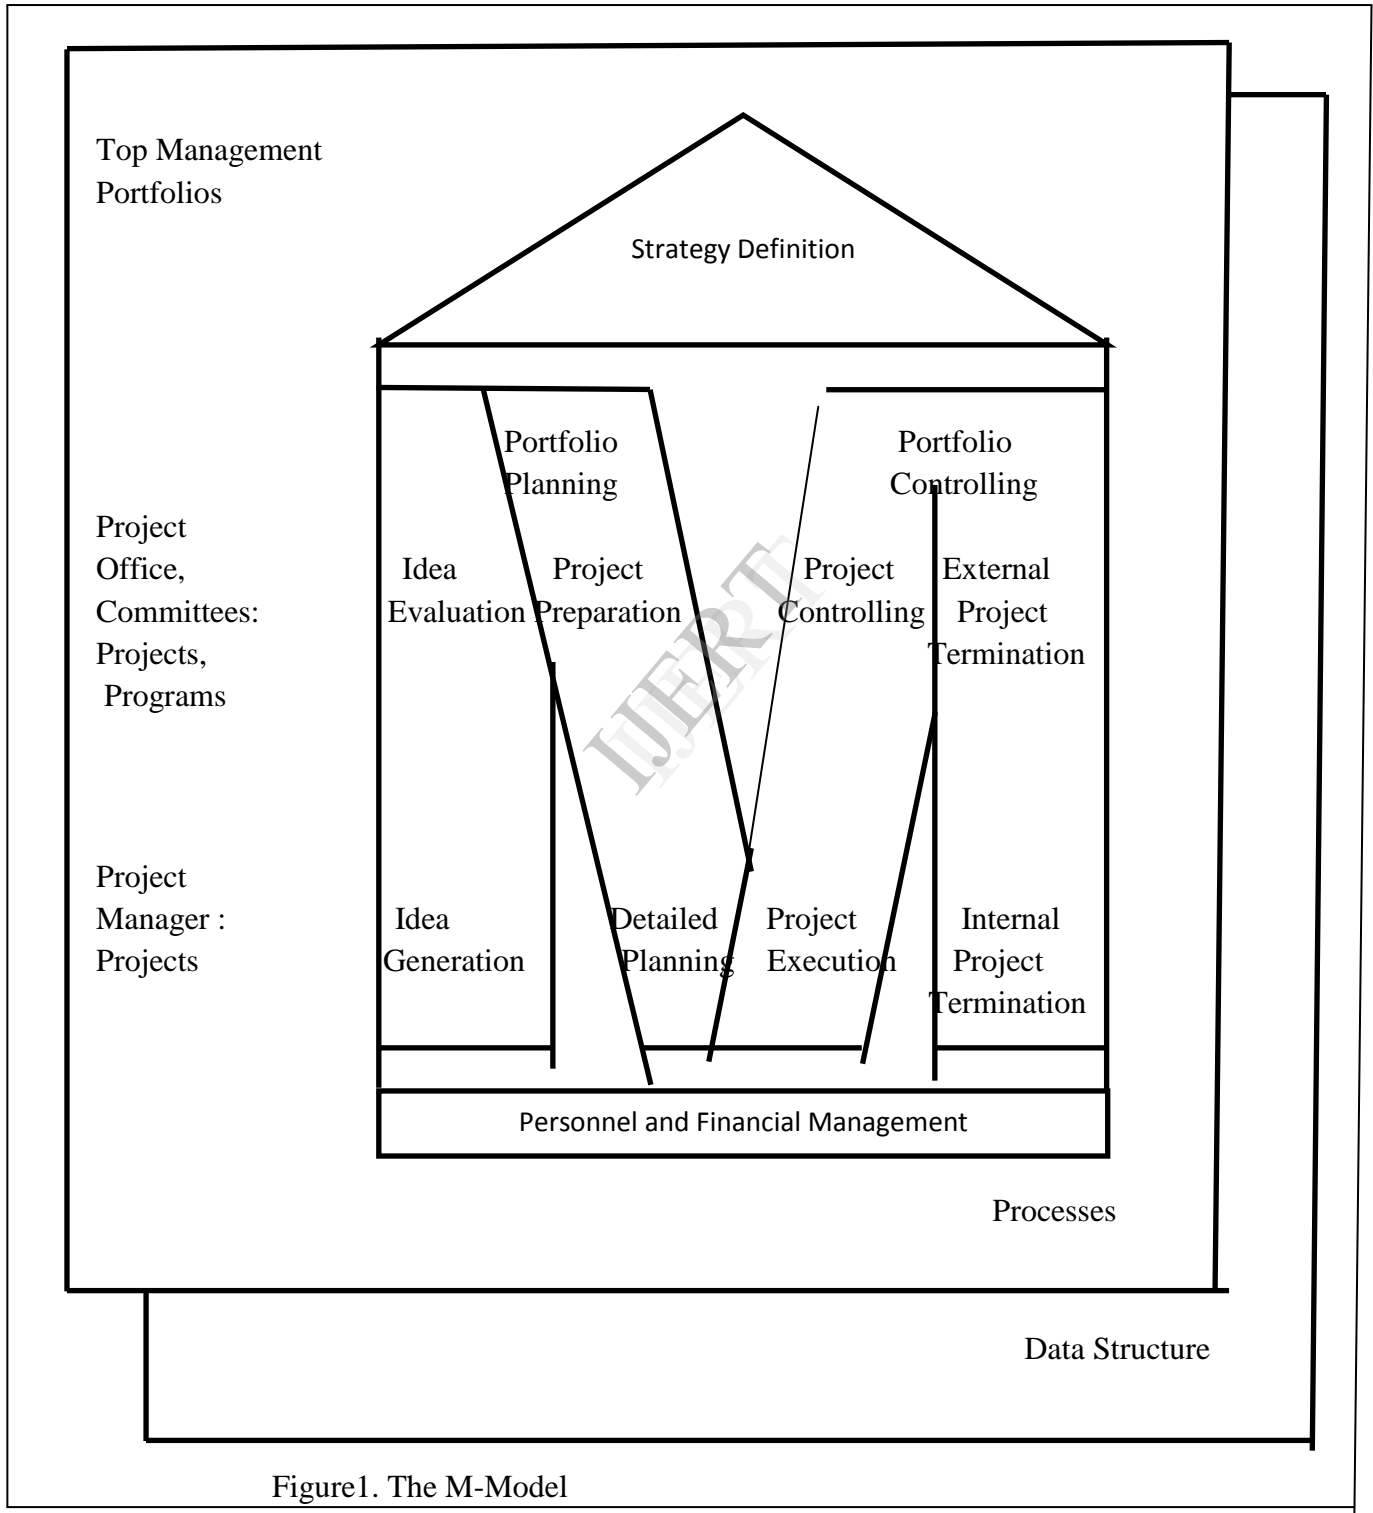 Top Management
Portfolios
Strategy Definition
Portfolio
Planning
Portfolio
Controlling
Project
Office,
Committees:
Projects,
Programs
Idea
Evaluation
Project
Preparation
Project
Controlling
External
Project
Termination
IJERT
Project
Manager :
Projects
Idea
Generation
Detailed
Planning
Project
Execution
Internal
Project
Termination
Personnel and Financial Management
Processes
Data Structure
Figure1. The M-Model